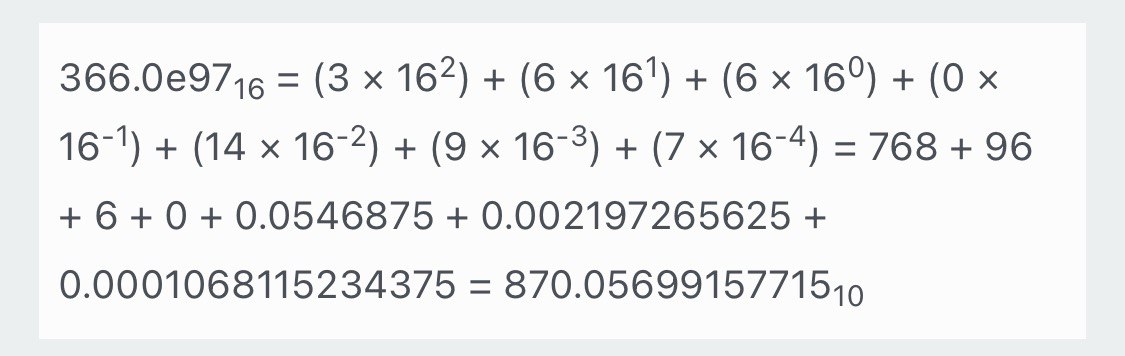 366.0e97₁₆ = (3 × 16²) + (6 × 16¹) + (6 × 16⁰) + (0 ×
16⁻¹) + (14 × 16⁻²) + (9 × 16⁻³) + (7 × 16⁻⁴) = 768 + 96
+ 6 + 0 + 0.0546875 + 0.002197265625 +
0.0001068115234375 = 870.05699157715₁₀